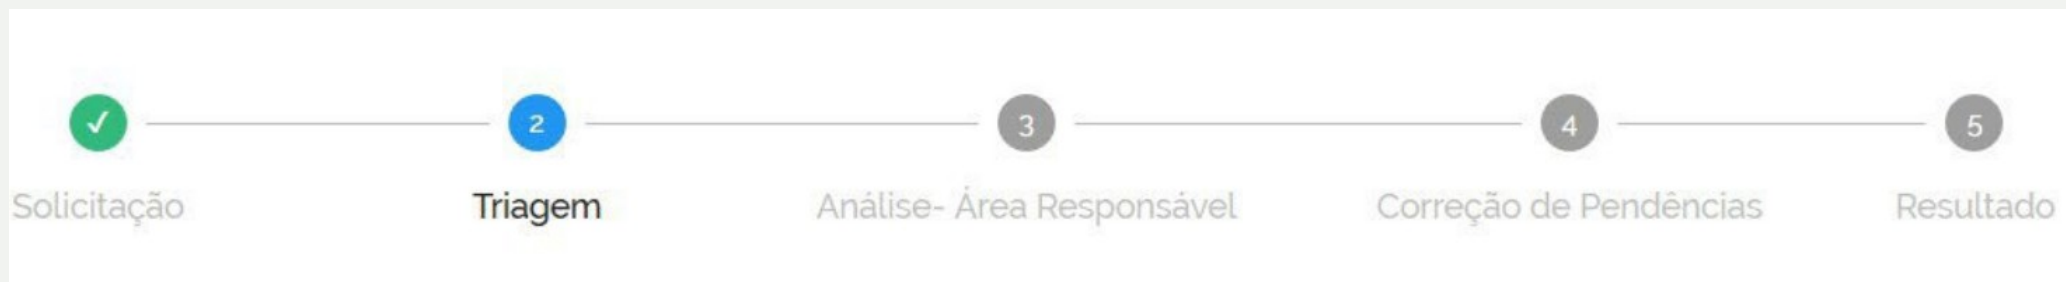 ✓ 2 3 4 5
Solicitação Triagem Análise- Área Responsável Correção de Pendências Resultado